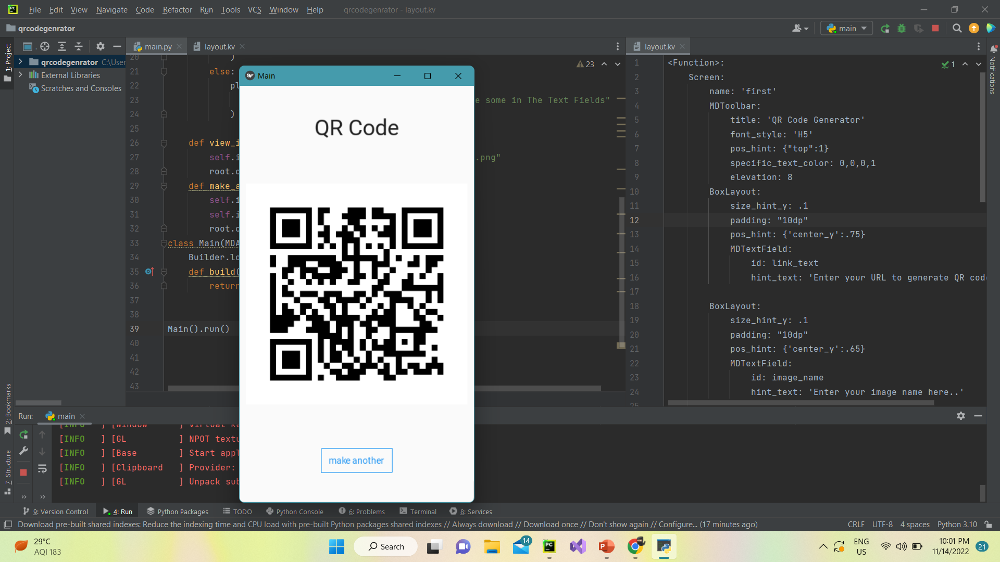 File Edit View Navigate Code Refactor Run Tools VCS Window Help qrcodegenrator - layout.kv
qrcodegenrator
main
1: Project
qrcodegenrator C:\User
External Libraries
Scratches and Consoles
2: Bookmarks
7: Structure
main.py
layout.kv
23
20 )
21 else:
22 pl
23 e some in The Text Fields"
24 )
25
26 def view_i
27 self.i .png"
28 root.c
29 def make_a
30 self.i
31 self.i
32 root.c
33 class Main(MDA
34 Builder.lo
35 def build(
36 return
37
38
39 Main().run()
40
41
42
43
Main
QR Code
make another
layout.kv
1
1 <Function>:
2 Screen:
3 name: 'first'
4 MDToolbar:
5 title: 'QR Code Generator'
6 font_style: 'H5'
7 pos_hint: {"top":1}
8 specific_text_color: 0,0,0,1
9 elevation: 8
10 BoxLayout:
11 size_hint_y: .1
12 padding: "10dp"
13 pos_hint: {'center_y':.75}
14 MDTextField:
15 id: link_text
16 hint_text: 'Enter your URL to generate QR cod
17
18 BoxLayout:
19 size_hint_y: .1
20 padding: "10dp"
21 pos_hint: {'center_y':.65}
22 MDTextField:
23 id: image_name
24 hint_text: 'Enter your image name here..'
25
Notifications
Run: main
[INFO ] [Window ] Virtual Ke
[INFO ] [GL ] NPOT textu
[INFO ] [Base ] Start appl
[INFO ] [Clipboard ] Provider:
[INFO ] [GL ] Unpack sub
9: Version Control 4: Run Python Packages TODO Python Console 6: Problems Terminal 8: Services
Download pre-built shared indexes: Reduce the indexing time and CPU load with pre-built Python packages shared indexes // Always download // Download once // Don't show again // Configure... (17 minutes ago) CRLF UTF-8 4 spaces Python 3.10
29°C
AQI 183
Search
14
ENG
US
10:01 PM
11/14/2022
21